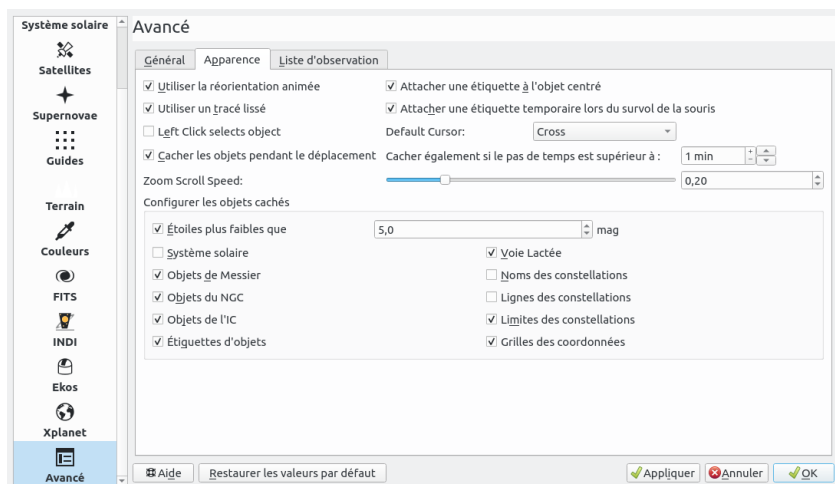 Système solaire
Satellites
Supernovae
Guides
Terrain
Couleurs
FITS
INDI
Ekos
Xplanet
Avancé
Avancé
Général
Apparence
Liste d'observation
Utiliser la réorientation animée
Attacher une étiquette à l'objet centré
Utiliser un tracé lissé
Attacher une étiquette temporaire lors du survol de la souris
Left Click selects object
Default Cursor:
Cross
Cacher les objets pendant le déplacement
Cacher également si le pas de temps est supérieur à :
1 min
Zoom Scroll Speed:
0,20
Configurer les objets cachés
Étoiles plus faibles que
5,0
mag
Système solaire
Voie Lactée
Objets de Messier
Noms des constellations
Objets du NGC
Lignes des constellations
Objets de l'IC
Limites des constellations
Étiquettes d'objets
Grilles des coordonnées
Aide
Restaurer les valeurs par défaut
Appliquer
Annuler
OK